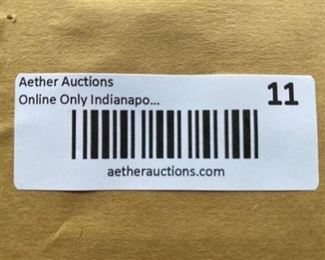 Aether Auctions
Online Only Indianapo...
11
aetherauctions.com